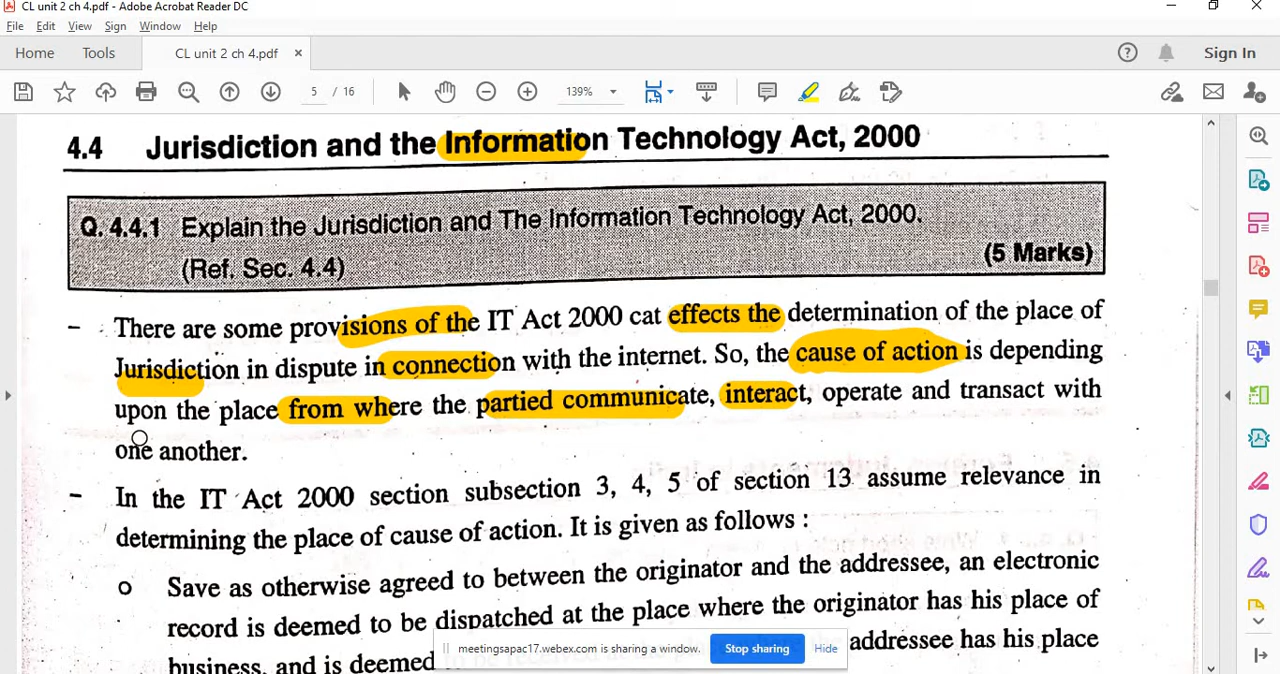 CL unit 2 ch 4.pdf - Adobe Acrobat Reader DC
File Edit View Sign Window Help
Home Tools CL unit 2 ch 4.pdf × Sign In
5 / 16 139%
4.4 Jurisdiction and the Information Technology Act, 2000
Q. 4.4.1 Explain the Jurisdiction and The Information Technology Act, 2000.
(Ref. Sec. 4.4) (5 Marks)
– There are some provisions of the IT Act 2000 cat effects the determination of the place of
Jurisdiction in dispute in connection with the internet. So, the cause of action is depending
upon the place from where the partied communicate, interact, operate and transact with
one another.
– In the IT Act 2000 section subsection 3, 4, 5 of section 13 assume relevance in
determining the place of cause of action. It is given as follows :
o Save as otherwise agreed to between the originator and the addressee, an electronic
record is deemed to be dispatched at the place where the originator has his place of
business, and is deemed addressee has his place
meetingsapac17.webex.com is sharing a window. Stop sharing Hide